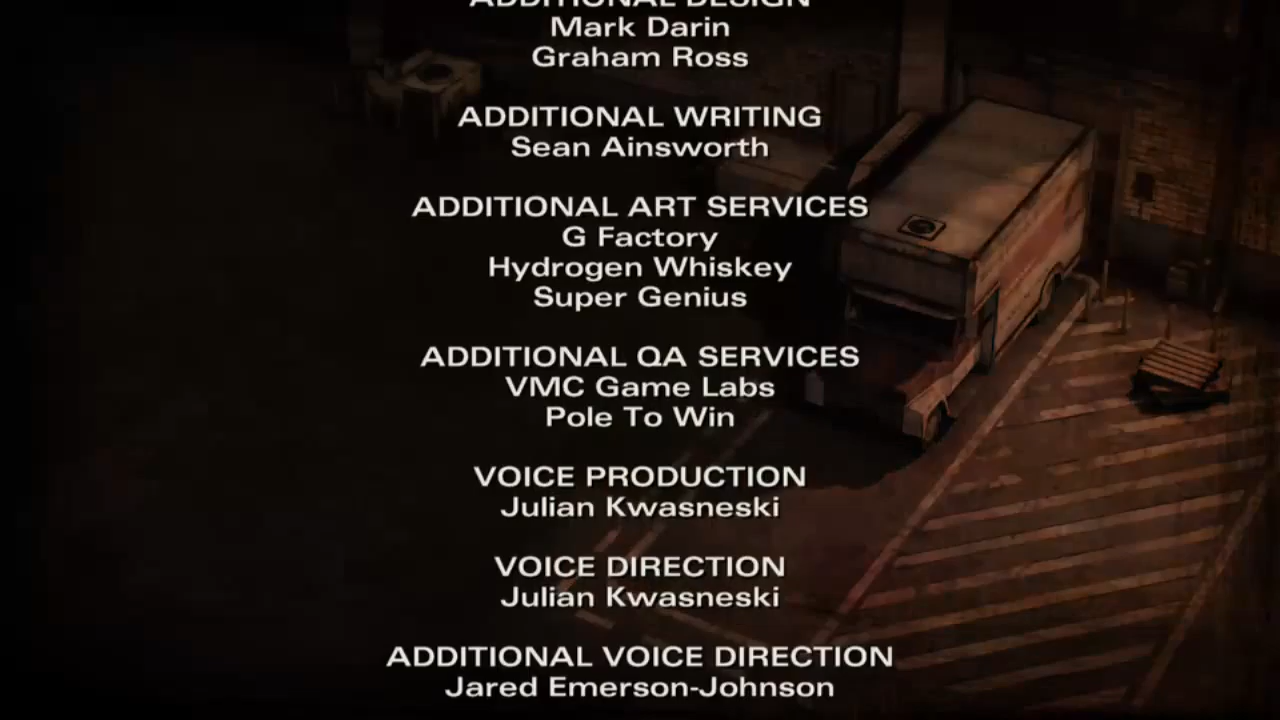 ADDITIONAL DESIGN
Mark Darin
Graham Ross
ADDITIONAL WRITING
Sean Ainsworth
ADDITIONAL ART SERVICES
G Factory
Hydrogen Whiskey
Super Genius
ADDITIONAL QA SERVICES
VMC Game Labs
Pole To Win
VOICE PRODUCTION
Julian Kwasneski
VOICE DIRECTION
Julian Kwasneski
ADDITIONAL VOICE DIRECTION
Jared Emerson-Johnson